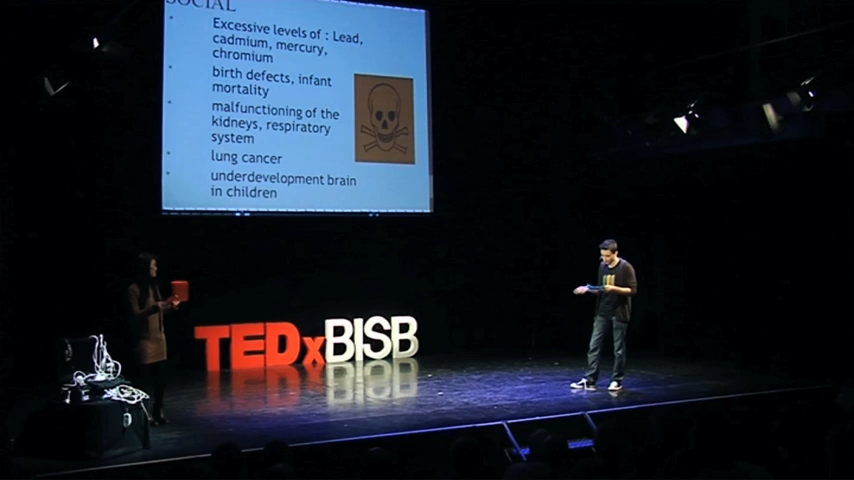 SOCIAL
Excessive levels of : Lead,
cadmium, mercury,
chromium
birth defects, infant
mortality
malfunctioning of the
kidneys, respiratory
system
lung cancer
underdevelopment brain
in children
TEDxBISB